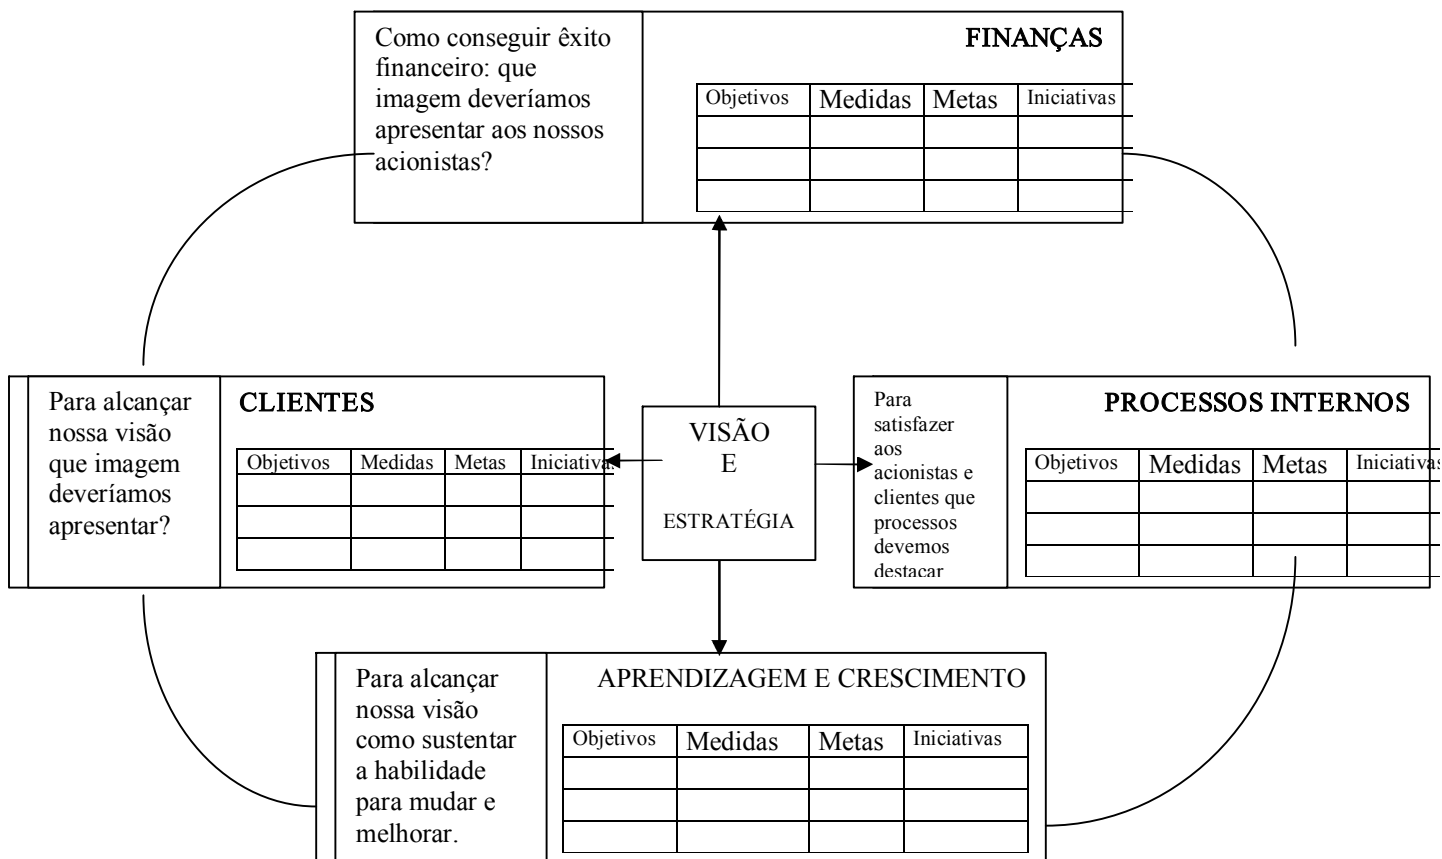 Como conseguir êxito
financeiro: que
imagem deveríamos
apresentar aos nossos
acionistas?
FINANÇAS
Objetivos Medidas Metas Iniciativas
Para alcançar
nossa visão
que imagem
deveríamos
apresentar?
CLIENTES
Objetivos Medidas Metas Iniciativa
VISÃO
E
ESTRATÉGIA
Para
satisfazer
aos
acionistas e
clientes que
processos
devemos
destacar
PROCESSOS INTERNOS
Objetivos Medidas Metas Iniciativas
Para alcançar
nossa visão
como sustentar
a habilidade
para mudar e
melhorar.
APRENDIZAGEM E CRESCIMENTO
Objetivos Medidas Metas Iniciativas